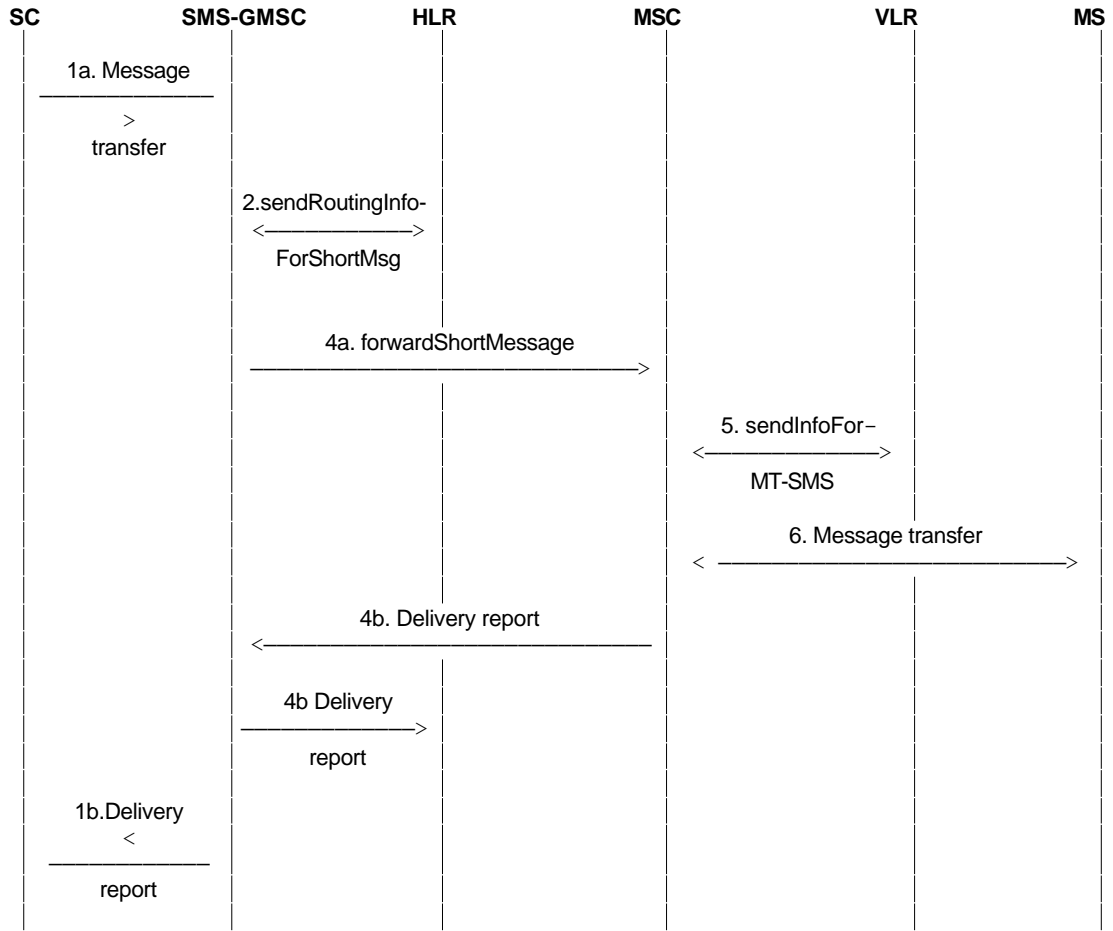 SC SMS-GMSC HLR MSC VLR MS
1a. Message
>
transfer
2.sendRoutingInfo-
<———————————>
ForShortMsg
4a. forwardShortMessage
—————————————————————————————>
5. sendInfoFor–
<—————————————>
MT-SMS
6. Message transfer
< ——————————————————————————>
4b. Delivery report
<—————————————————————————————
4b Delivery
—————————————>
report
1b.Delivery
<
report